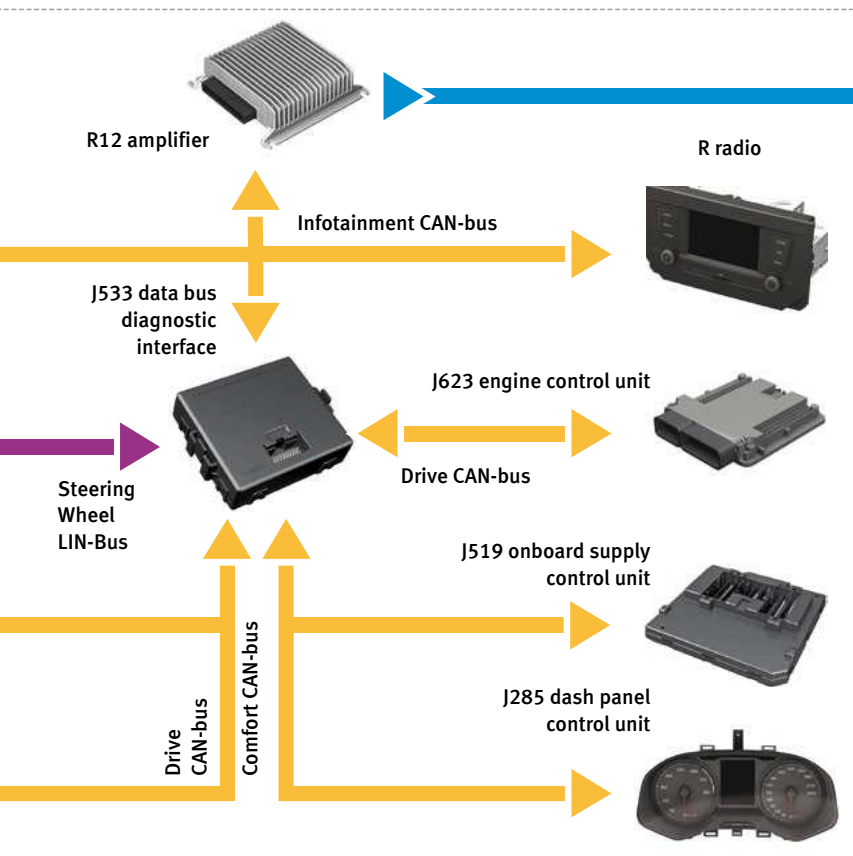 R12 amplifier
R radio
Infotainment CAN-bus
J533 data bus
diagnostic
interface
J623 engine control unit
Drive CAN-bus
Steering
Wheel
LIN-Bus
J519 onboard supply
control unit
Drive
CAN-bus
Comfort CAN-bus
J285 dash panel
control unit